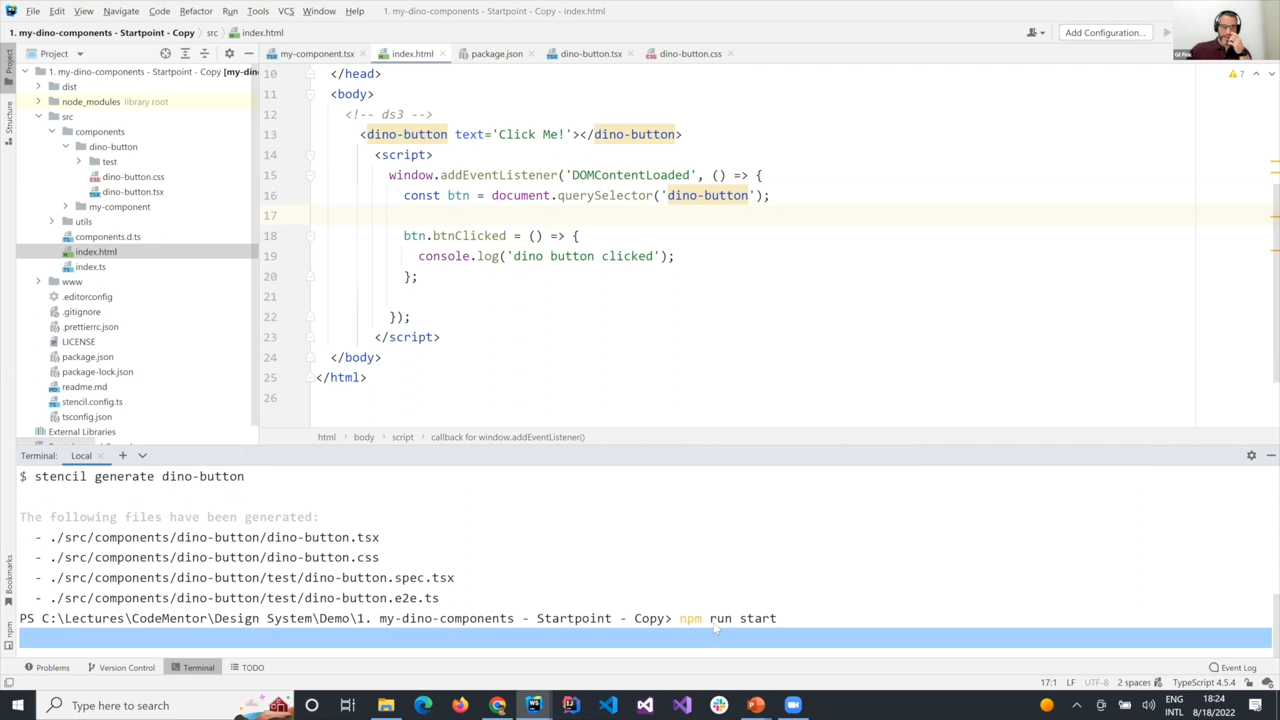 File Edit View Navigate Code Refactor Run Tools VCS Window Help 1. my-dino-components - Startpoint - Copy - index.html
1. my-dino-components - Startpoint - Copy src index.html Add Configuration...
Gil Fink
Project my-component.tsx index.html package.json dino-button.tsx dino-button.css
Project
Structure
Bookmarks
npm
1. my-dino-components - Startpoint - Copy [my-din
dist
node_modules library root
src
components
dino-button
test
dino-button.css
dino-button.tsx
my-component
utils
components.d.ts
index.html
index.ts
www
.editorconfig
.gitignore
.prettierrc.json
LICENSE
package.json
package-lock.json
readme.md
stencil.config.ts
tsconfig.json
External Libraries
7
10 </head>
11 <body>
12 <!-- ds3 -->
13 <dino-button text='Click Me!'></dino-button>
14 <script>
15 window.addEventListener('DOMContentLoaded', () => {
16 const btn = document.querySelector('dino-button');
17
18 btn.btnClicked = () => {
19 console.log('dino button clicked');
20 };
21
22 });
23 </script>
24 </body>
25 </html>
26
html body script callback for window.addEventListener()
Terminal: Local
$ stencil generate dino-button
The following files have been generated:
- ./src/components/dino-button/dino-button.tsx
- ./src/components/dino-button/dino-button.css
- ./src/components/dino-button/test/dino-button.spec.tsx
- ./src/components/dino-button/test/dino-button.e2e.ts
PS C:\Lectures\CodeMentor\Design System\Demo\1. my-dino-components - Startpoint - Copy> npm run start
Problems Version Control Terminal TODO Event Log
17:1 LF UTF-8 2 spaces TypeScript 4.5.4
Type here to search
ENG
INTL
18:24
8/18/2022